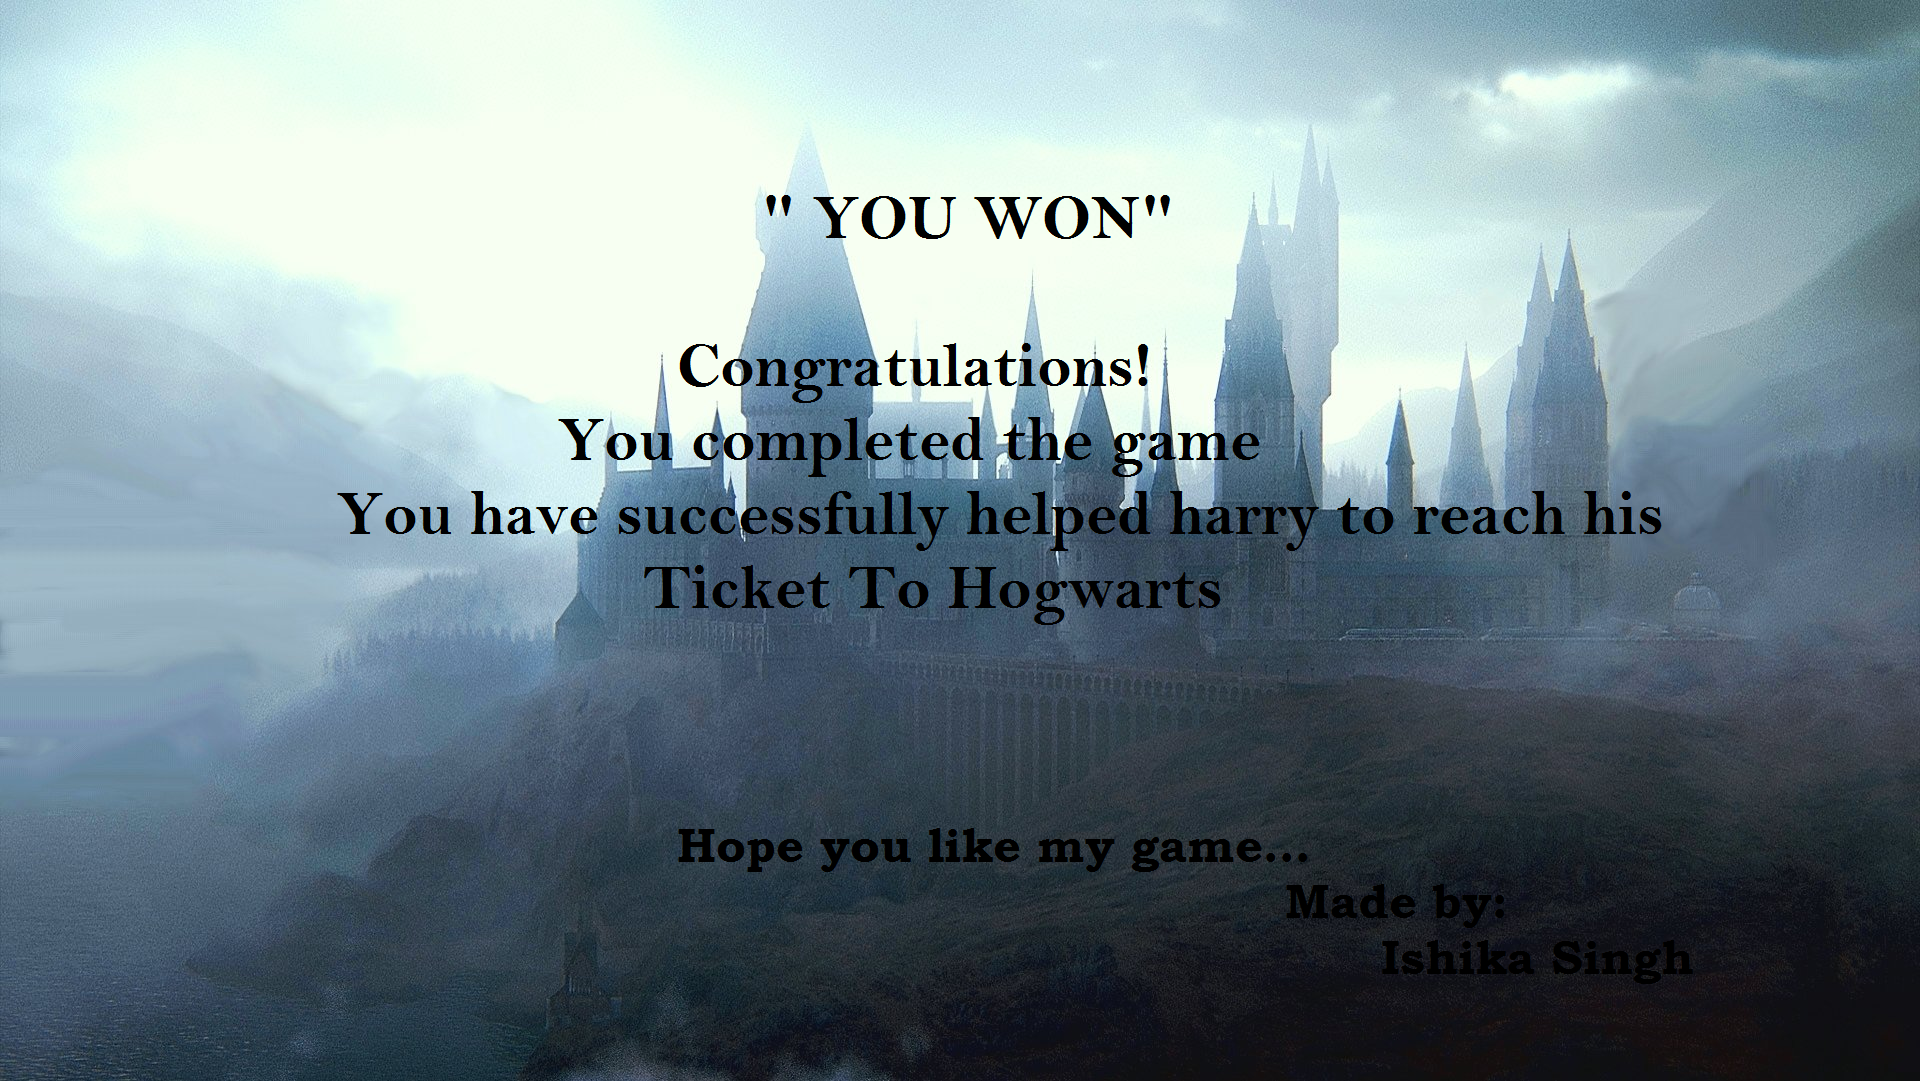 " YOU WON"
Congratulations!
You completed the game
You have successfully helped harry to reach his
Ticket To Hogwarts
Hope you like my game...
Made by:
Ishika Singh